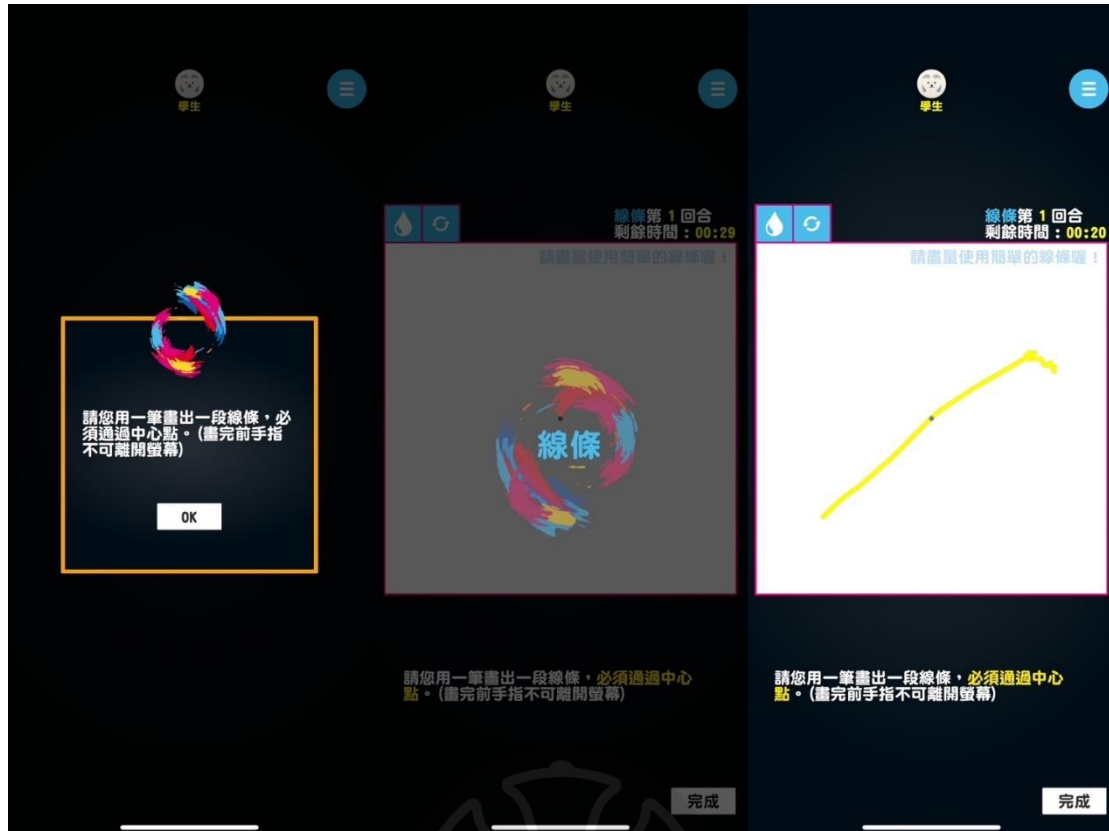 學生
請您用一筆畫出一段線條，必
須通過中心點。(畫完前手指
不可離開螢幕)
OK
學生
線條第 1 回合
剩餘時間：00:29
請盡量使用簡單的線條喔！
線條
請您用一筆畫出一段線條，必須通過中心
點。(畫完前手指不可離開螢幕)
完成
學生
線條第 1 回合
剩餘時間：00:20
請盡量使用簡單的線條喔！
請您用一筆畫出一段線條，必須通過中心
點。(畫完前手指不可離開螢幕)
完成